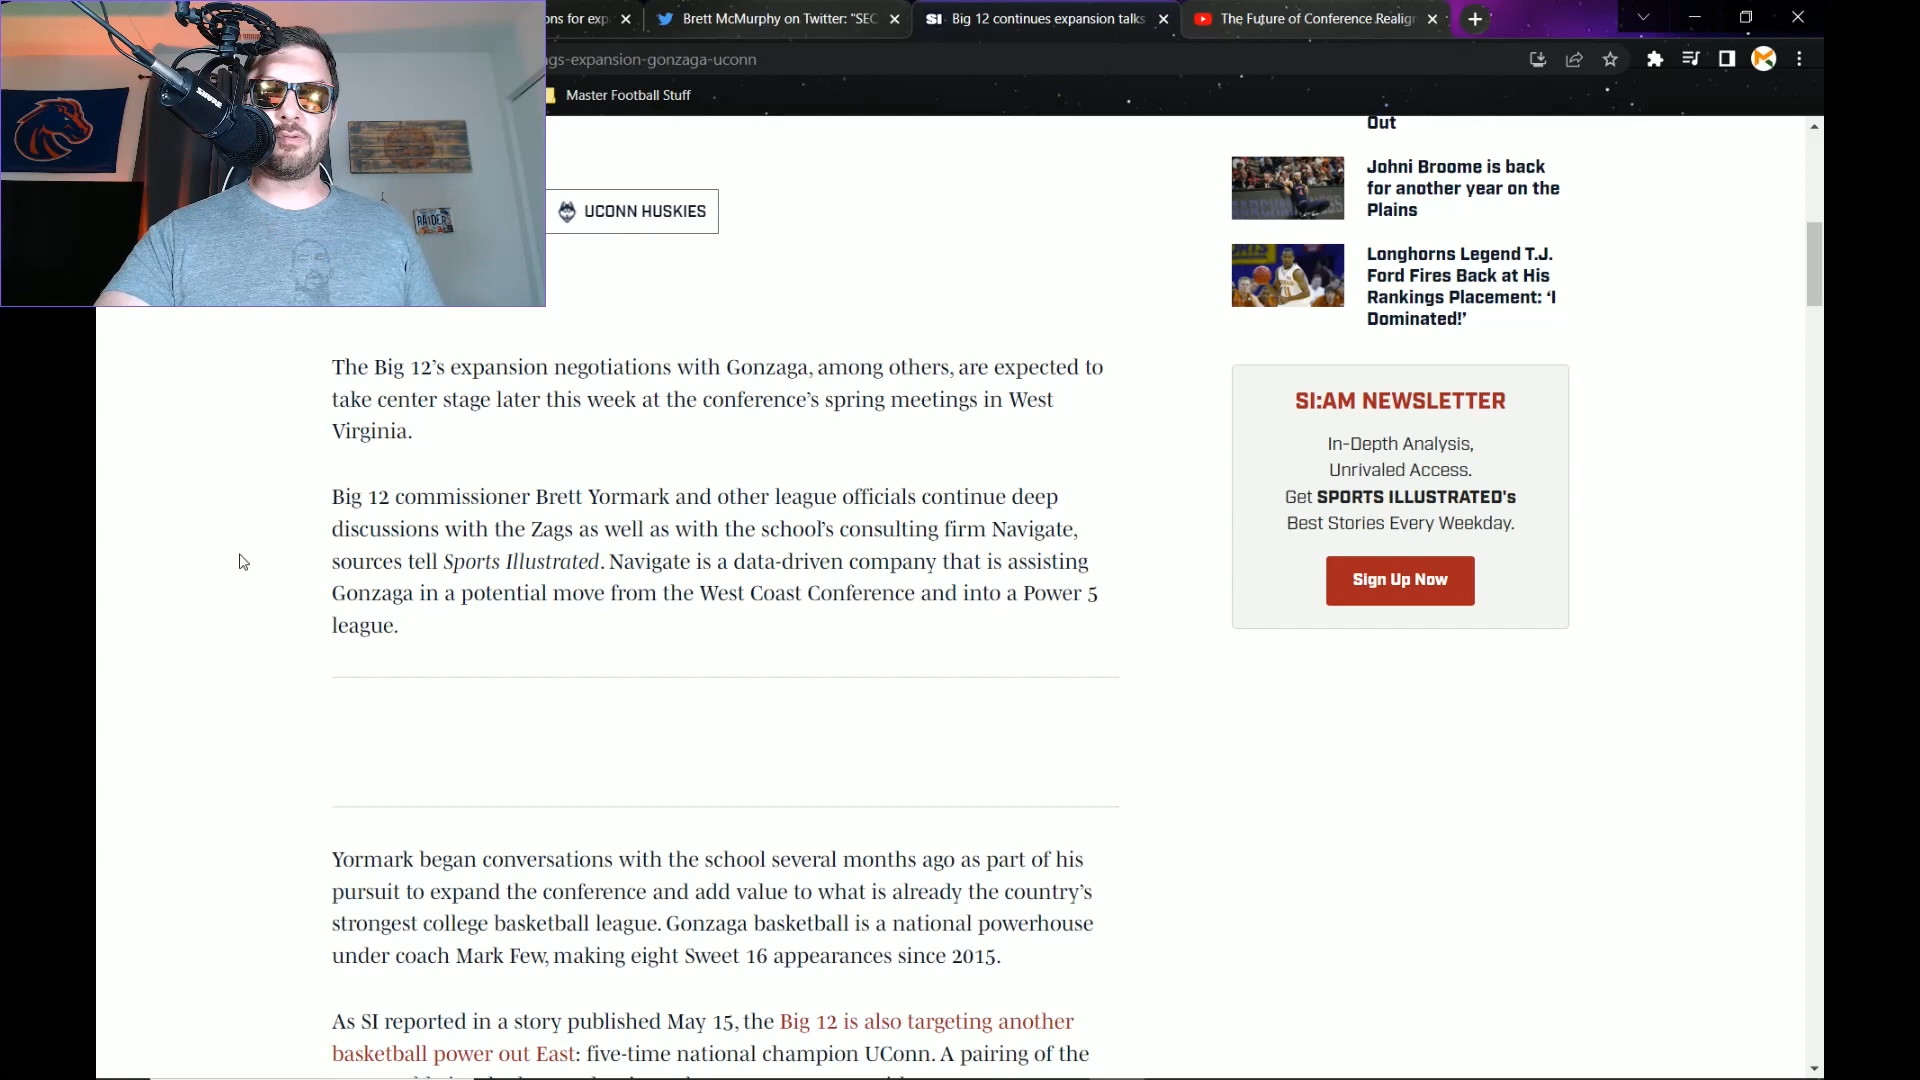 ons for exp
Brett McMurphy on Twitter: "SEC
SI Big 12 continues expansion talks
The Future of Conference Realig
gs-expansion-gonzaga-uconn
Master Football Stuff
SHURE
RAIDERS
UCONN HUSKIES
Out
Johni Broome is back
for another year on the
Plains
Longhorns Legend T.J.
Ford Fires Back at His
Rankings Placement: ‘I
Dominated!’
The Big 12’s expansion negotiations with Gonzaga, among others, are expected to
take center stage later this week at the conference’s spring meetings in West
Virginia.
Big 12 commissioner Brett Yormark and other league officials continue deep
discussions with the Zags as well as with the school’s consulting firm Navigate,
sources tell Sports Illustrated. Navigate is a data-driven company that is assisting
Gonzaga in a potential move from the West Coast Conference and into a Power 5
league.
SI:AM NEWSLETTER
In-Depth Analysis,
Unrivaled Access.
Get SPORTS ILLUSTRATED's
Best Stories Every Weekday.
Sign Up Now
Yormark began conversations with the school several months ago as part of his
pursuit to expand the conference and add value to what is already the country’s
strongest college basketball league. Gonzaga basketball is a national powerhouse
under coach Mark Few, making eight Sweet 16 appearances since 2015.
As SI reported in a story published May 15, the Big 12 is also targeting another
basketball power out East: five-time national champion UConn. A pairing of the